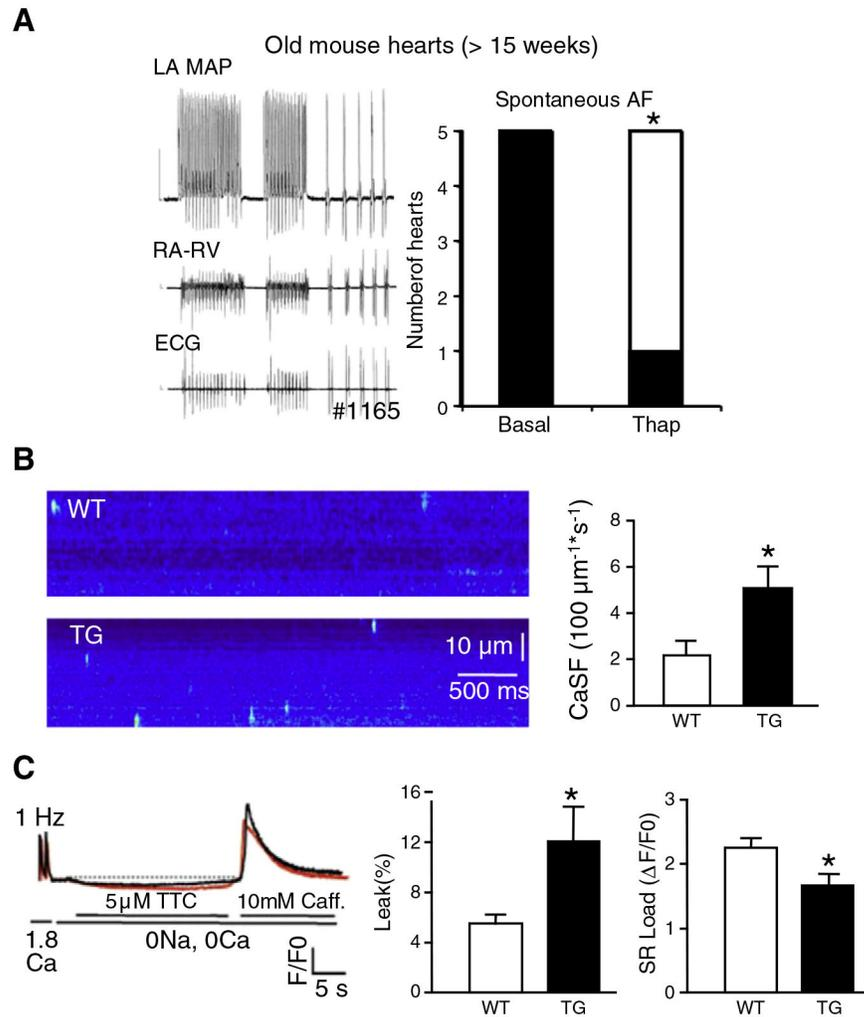 A
Old mouse hearts (> 15 weeks)
LA MAP
RA-RV
ECG
#1165
Spontaneous AF
*
Numberof hearts
5
4
3
2
1
0
Basal
Thap
B
WT
TG
10 µm
500 ms
CaSF (100 µm-1*s-1)
8
6
4
2
0
*
WT
TG
C
1 Hz
5µM TTC
10mM Caff.
1.8
Ca
0Na, 0Ca
F/F0
5 s
Leak(%)
16
12
8
4
0
*
WT
TG
SR Load (ΔF/F0)
3
2
1
0
*
WT
TG